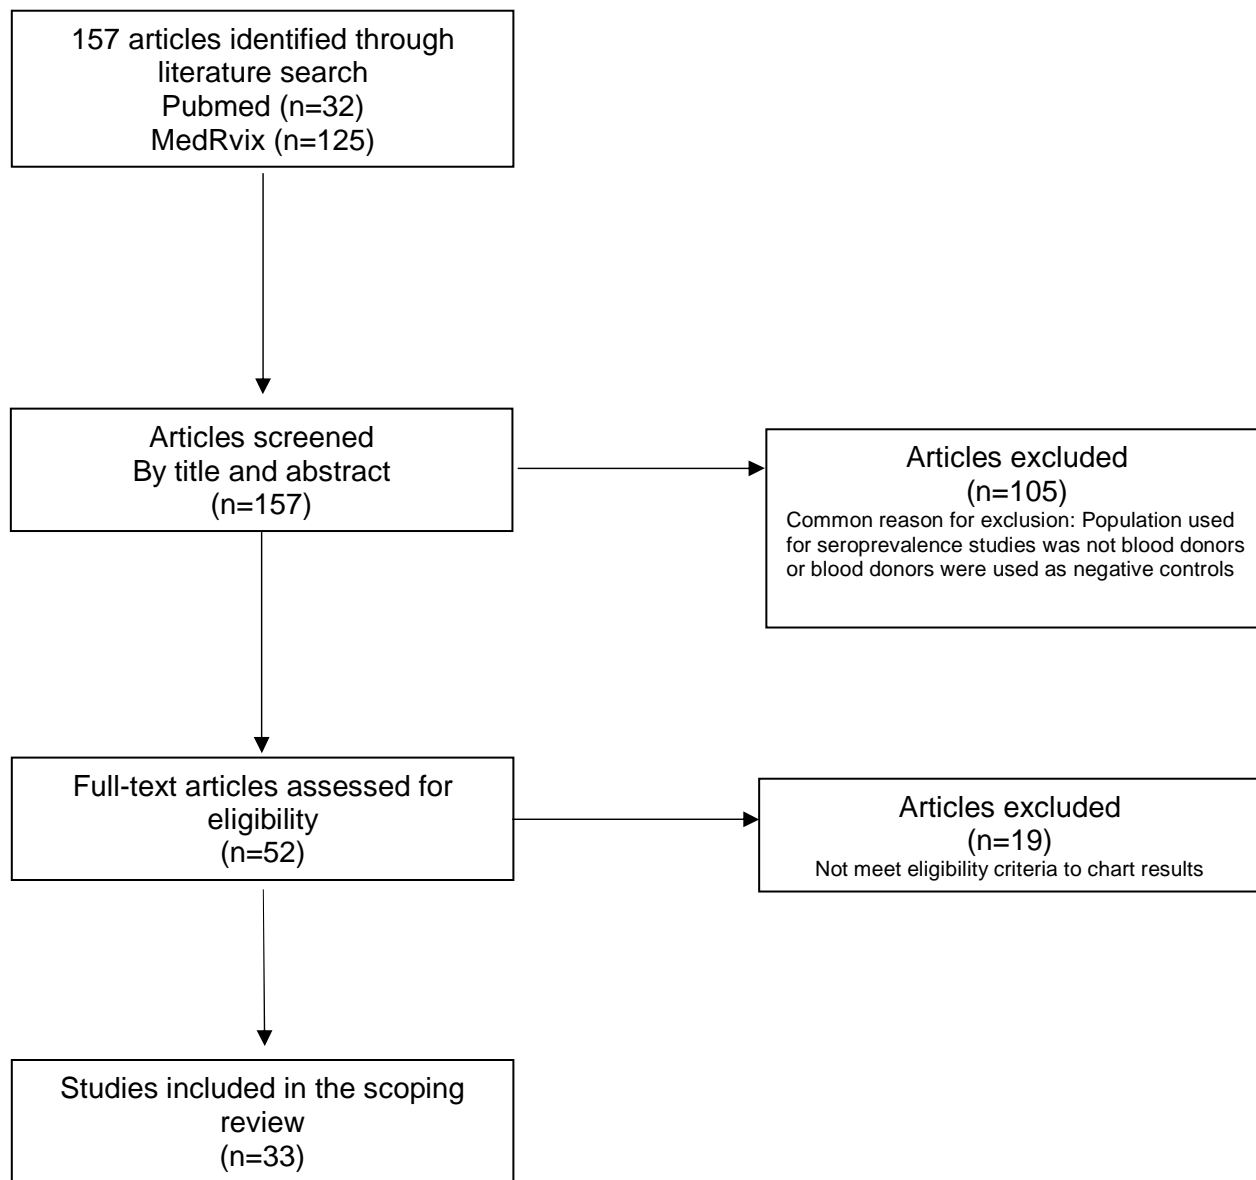 157 articles identified through
literature search
Pubmed (n=32)
MedRvix (n=125)
Articles screened
By title and abstract
(n=157)
Articles excluded
(n=105)
Common reason for exclusion: Population used
for seroprevalence studies was not blood donors
or blood donors were used as negative controls
Full-text articles assessed for
eligibility
(n=52)
Articles excluded
(n=19)
Not meet eligibility criteria to chart results
Studies included in the scoping
review
(n=33)